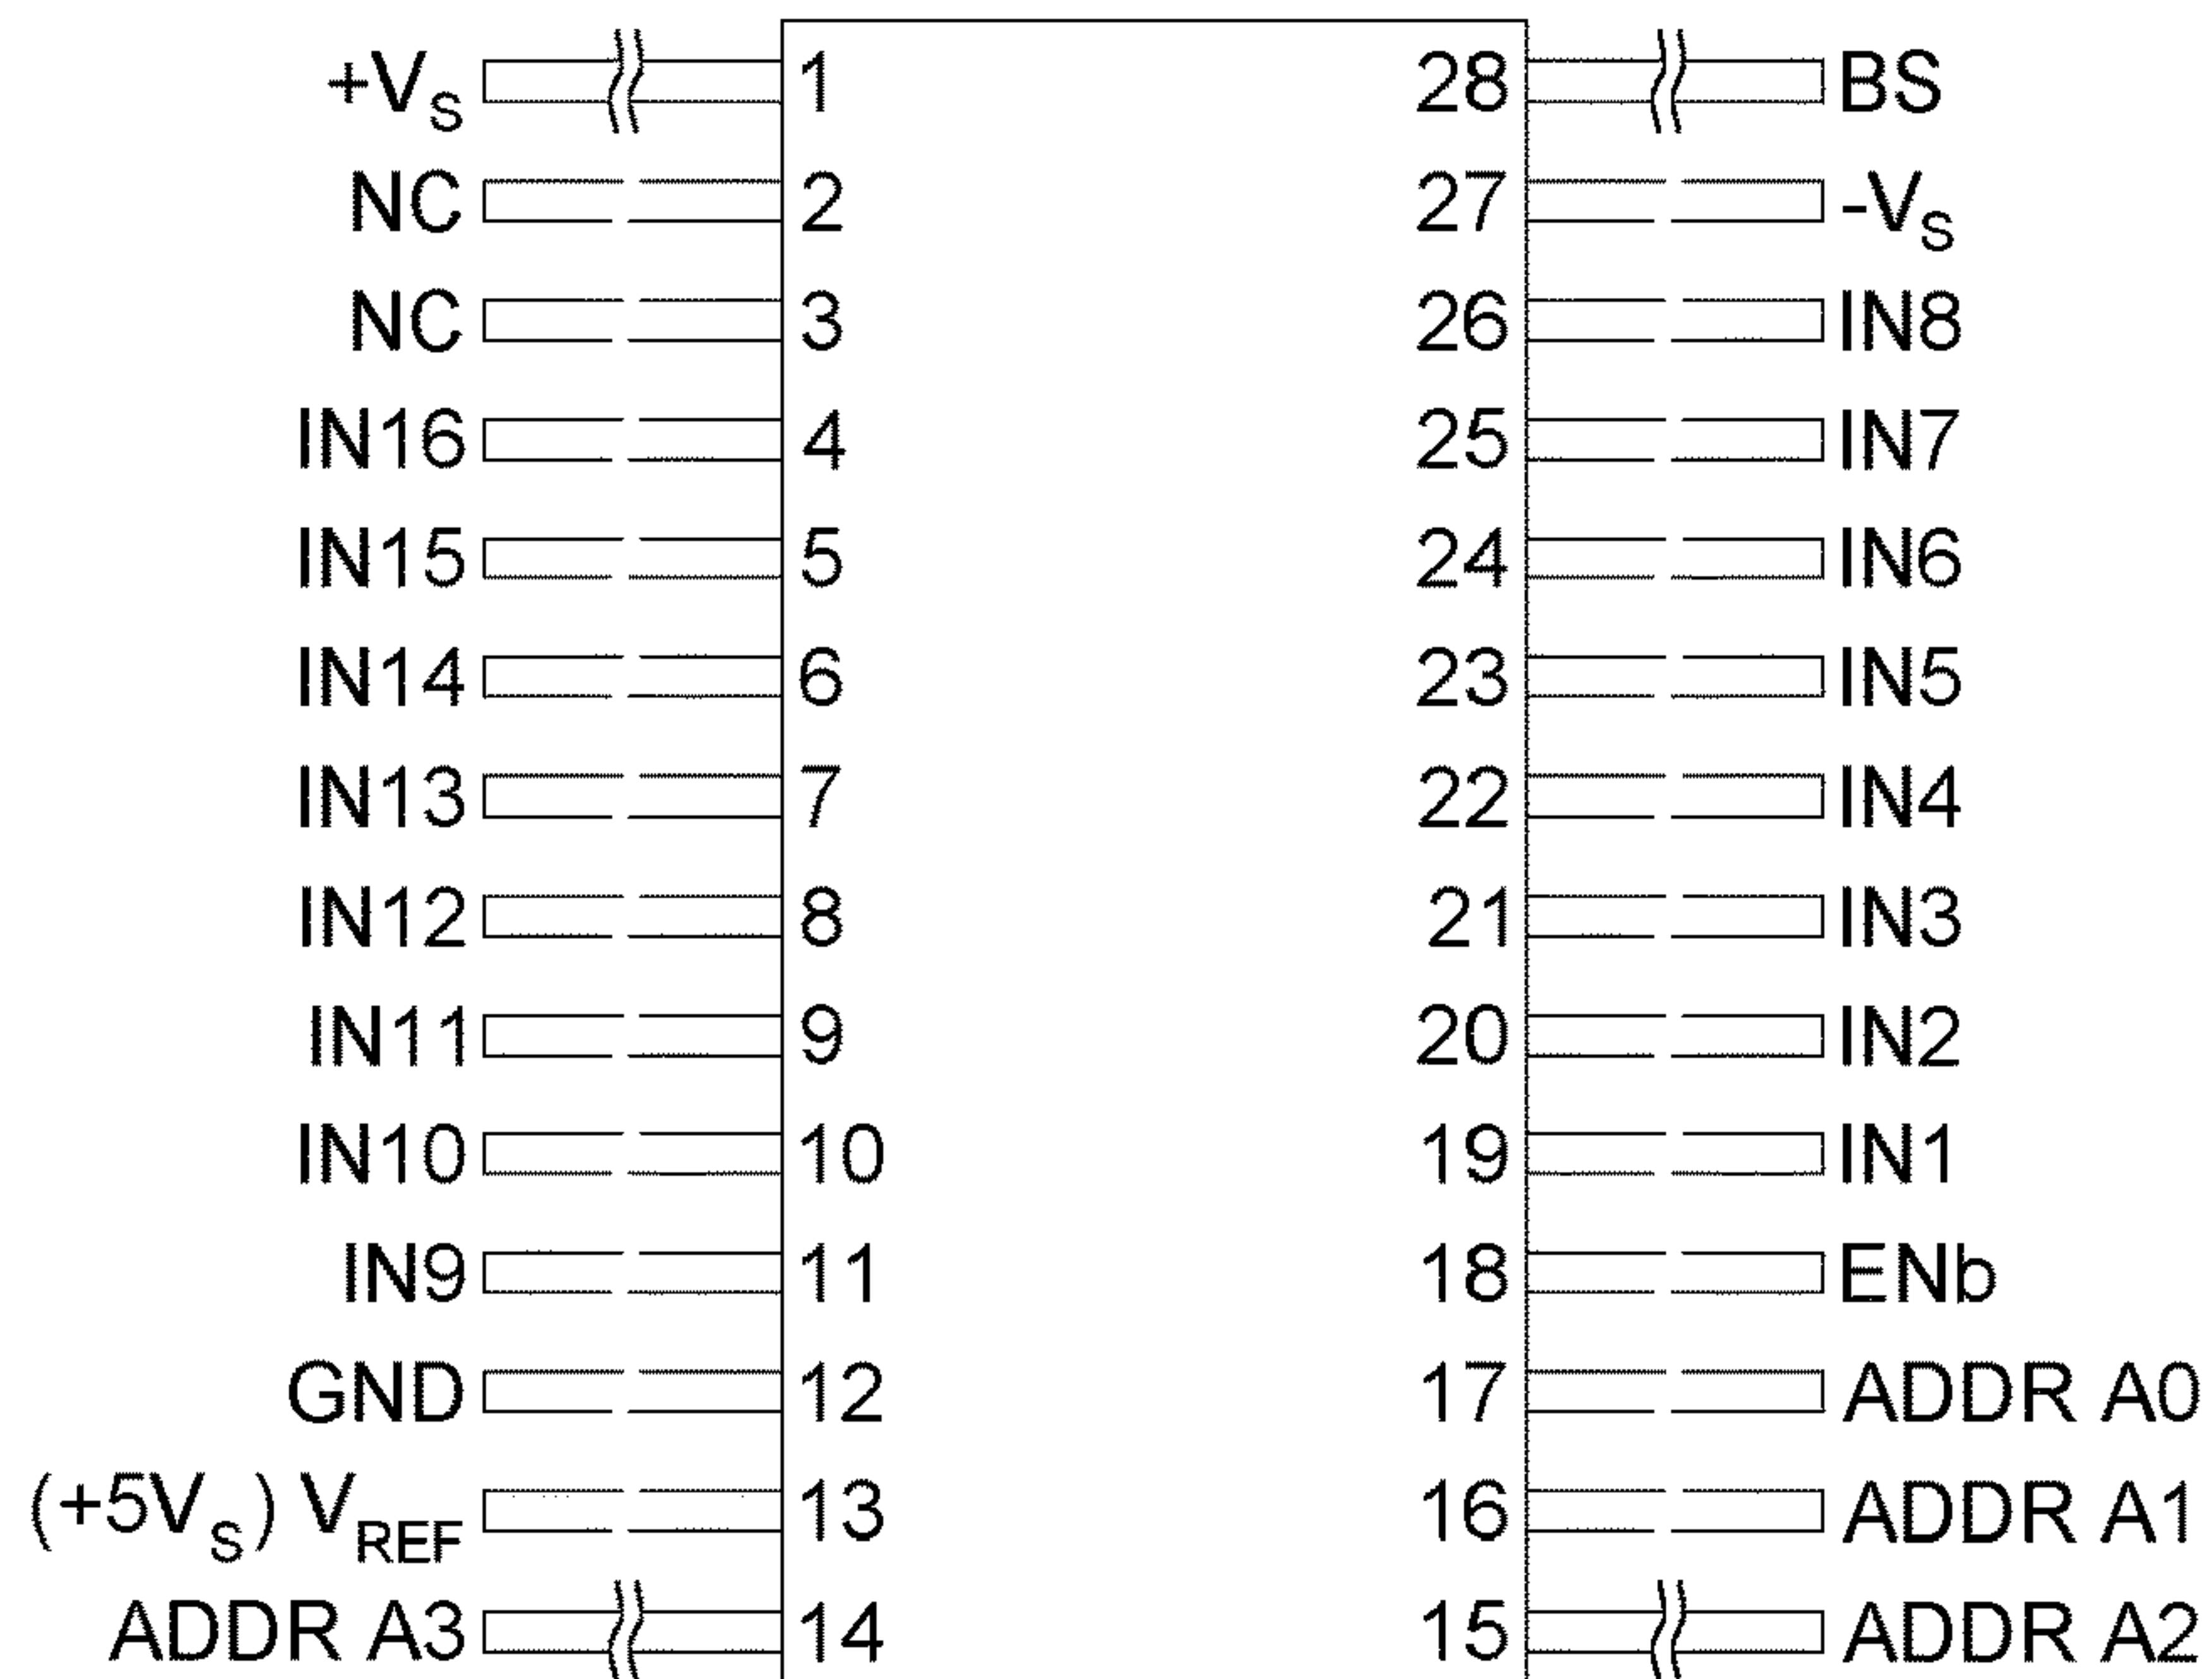 +VS 1 28 BS
NC 2 27 -VS
NC 3 26 IN8
IN16 4 25 IN7
IN15 5 24 IN6
IN14 6 23 IN5
IN13 7 22 IN4
IN12 8 21 IN3
IN11 9 20 IN2
IN10 10 19 IN1
IN9 11 18 ENb
GND 12 17 ADDR A0
(+5VS) VREF 13 16 ADDR A1
ADDR A3 14 15 ADDR A2